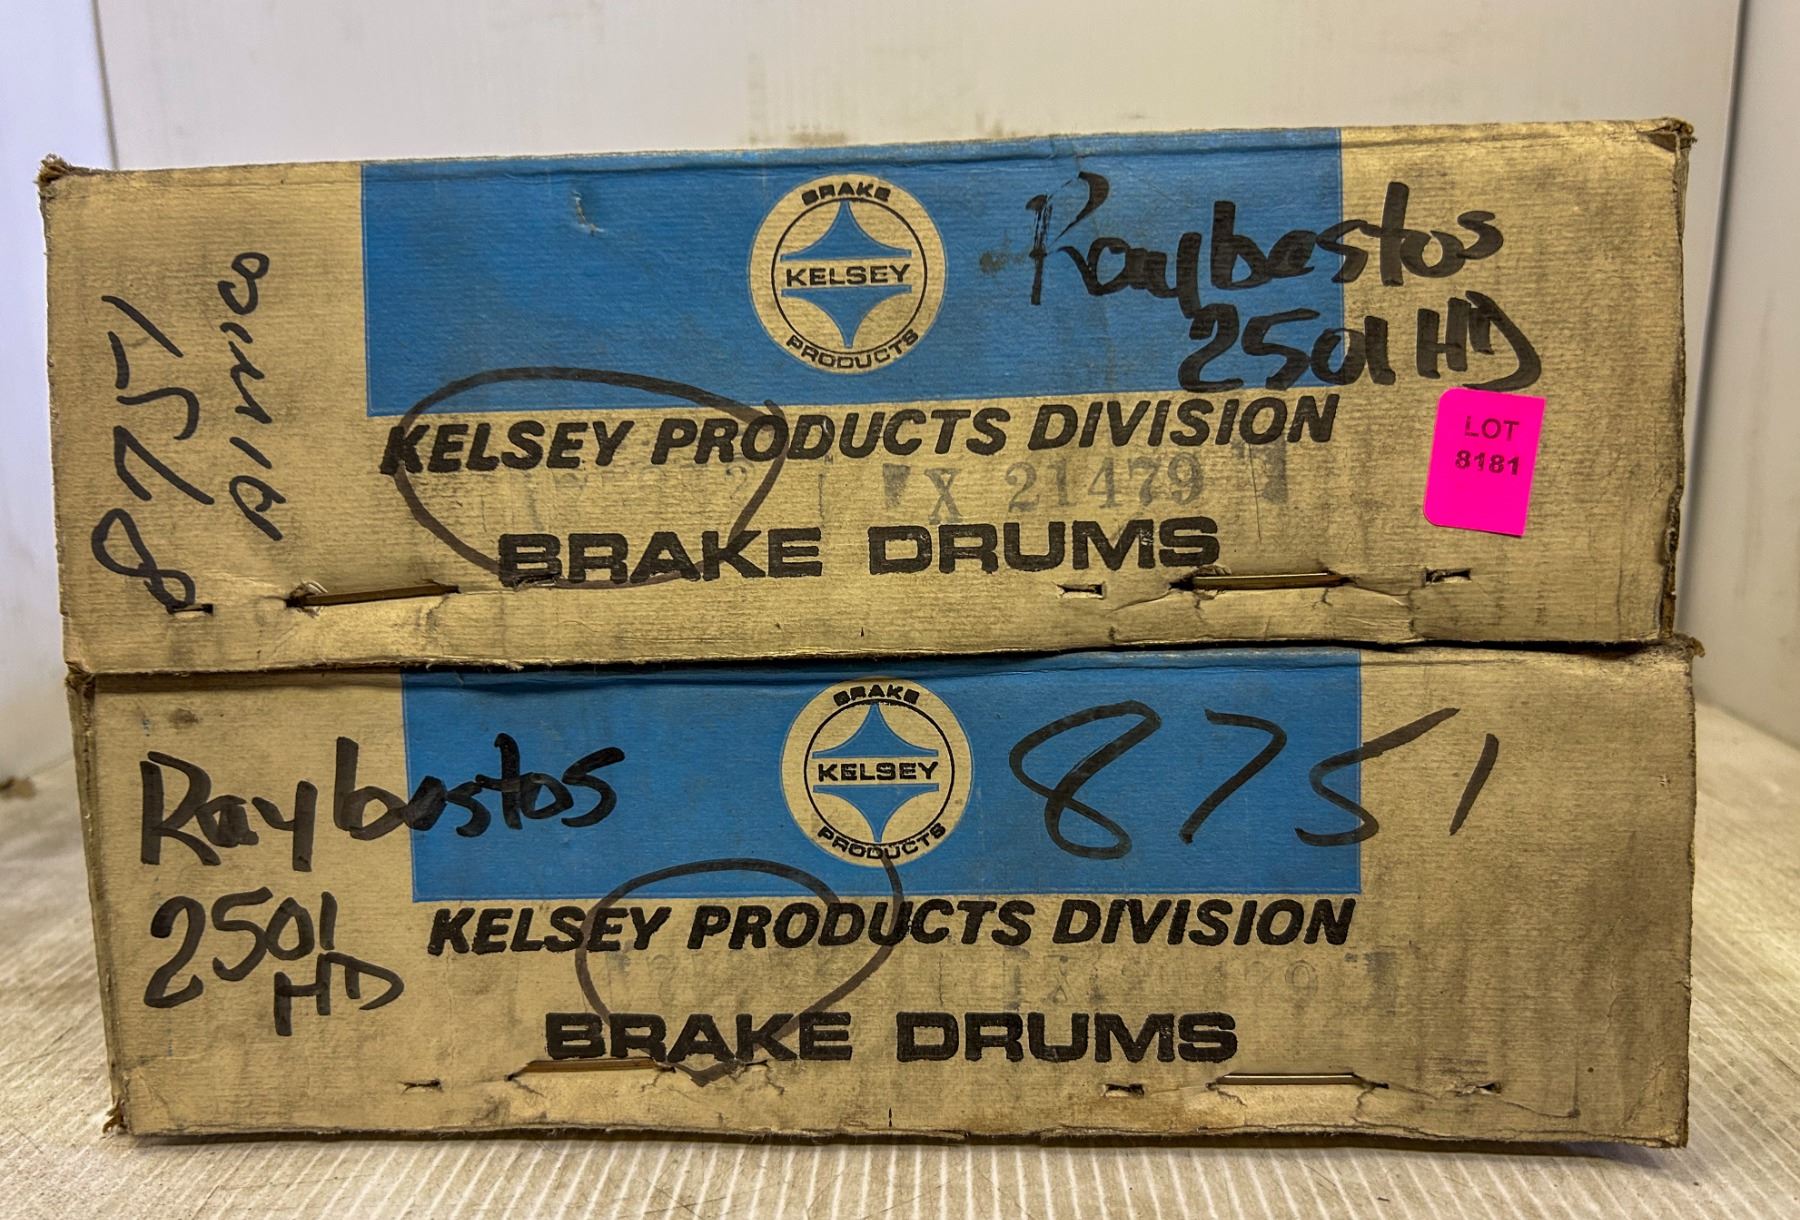 8751
Aimco
BRAKE
KELSEY
PRODUCTS
Raybestos
2501 HD
KELSEY PRODUCTS DIVISION
X 21479
BRAKE DRUMS
LOT
8181
Raybestos
2501
HD
BRAKE
KELSEY
PRODUCTS
8751
KELSEY PRODUCTS DIVISION
BRAKE DRUMS